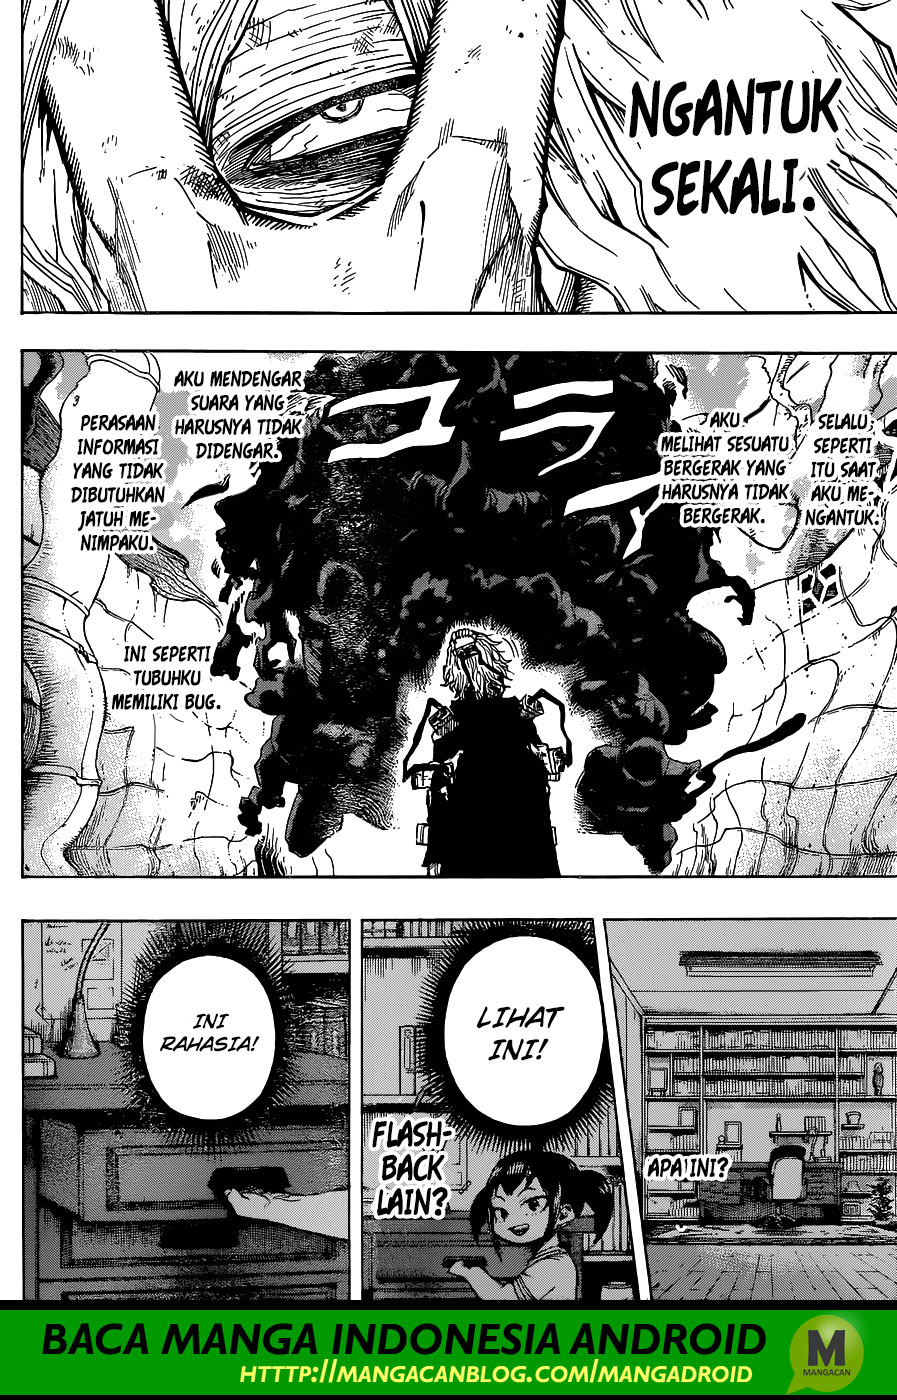 NGANTUK
SEKALI.
SELALU
SEPERTI
ITU SAAT
AKU ME-
NGANTUK.
AKU
MELIHAT SESUATU
BERGERAK YANG
HARUSNYA TIDAK
BERGERAK.
コラ
AKU MENDENGAR
SUARA YANG
HARUSNYA TIDAK
DIDENGAR.
PERASAAN
INFORMASI
YANG TIDAK
DIBUTUHKAN
JATUH ME-
NIMPAKU.
INI SEPERTI
TUBUHKU
MEMILIKI BUG.
APA INI?
LIHAT
INI!
FLASH-
BACK
LAIN?
INI
RAHASIA!
BACA MANGA INDONESIA ANDROID
HTTTP://MANGACANBLOG.COM/MANGADROID
M
MANGACAN